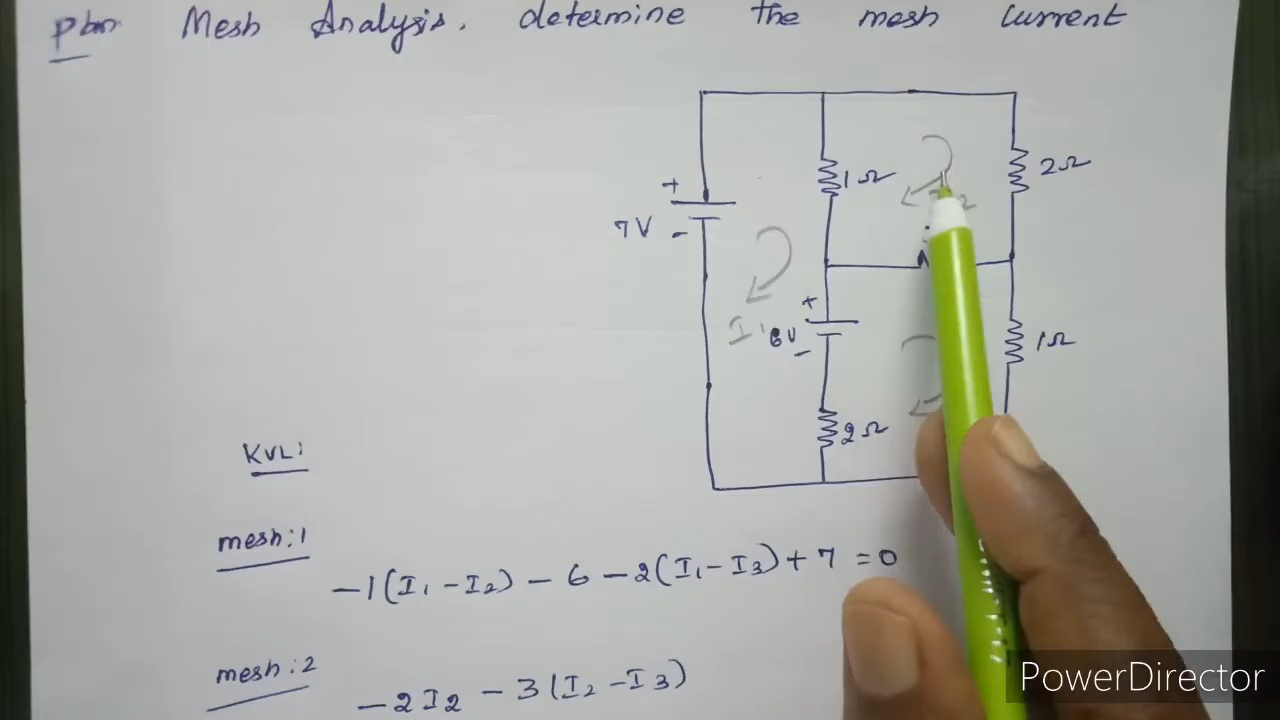 pbm Mesh Analysis. determine the mesh current
+
7V
-
1Ω
2Ω
I1
+
6V
-
2Ω
1Ω
KVL:
mesh:1
-1(I1 -I2) - 6 -2(I1-I3)+7 =0
mesh:2
-2I2 -3(I2 -I3)
PowerDirector